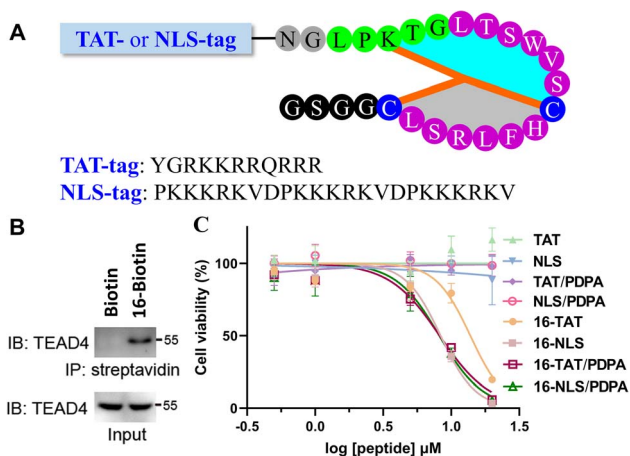 A
TAT- or NLS-tag
N G L P K T G L T S W V S C H F L R S L C G G S G
TAT-tag: YGRKKRRQRRR
NLS-tag: PKKKRKVDPKKKRKVDPKKKRKV
B
Biotin
16-Biotin
IB: TEAD4
55
IP: streptavidin
IB: TEAD4
55
Input
C
Cell viability (%)
100
50
0
-0.5
0.0
0.5
1.0
1.5
log [peptide] μM
TAT
NLS
TAT/PDPA
NLS/PDPA
16-TAT
16-NLS
16-TAT/PDPA
16-NLS/PDPA